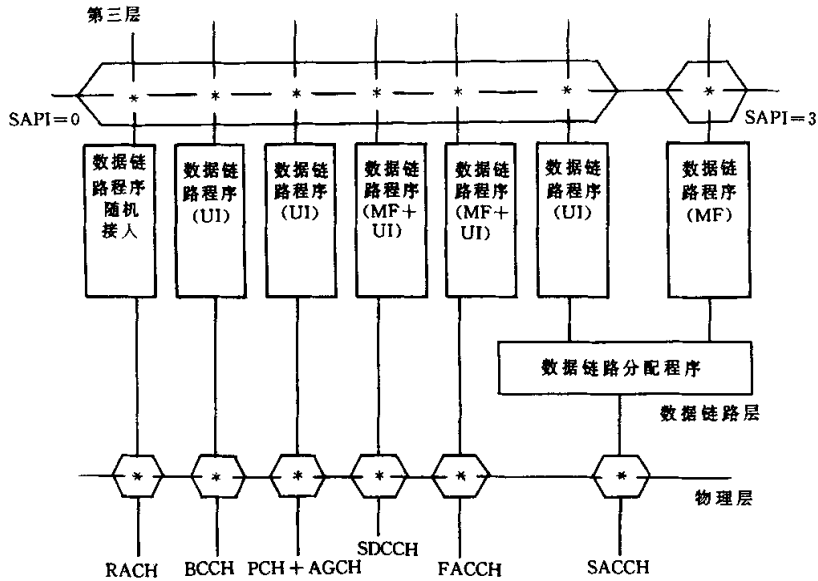 第三层
* * * * * * *
SAPI=0
SAPI=3
数据链
路程序
随机
接入
数据链
路程序
(UI)
数据链
路程序
(UI)
数据链
路程序
(MF+
UI)
数据链
路程序
(MF+
UI)
数据链
路程序
(UI)
数据链
路程序
(MF)
数据链路分配程序
数据链路层
* * * * * *
物理层
RACH
BCCH
PCH+AGCH
SDCCH
FACCH
SACCH